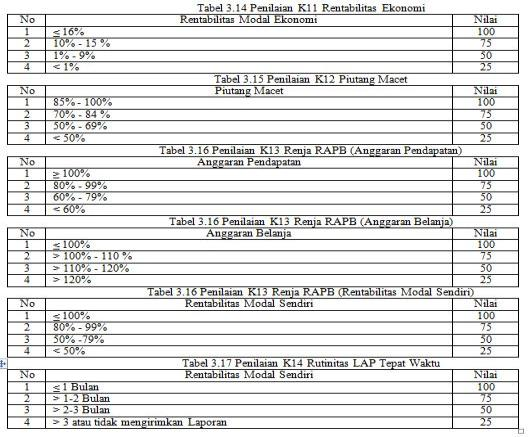 Tabel 3.14 Penilaian K11 Rentabilitas Ekonomi
No Rentabilitas Modal Ekonomi Nilai
1 ≤ 16% 100
2 10% - 15 % 75
3 1% - 9% 50
4 < 1% 25
Tabel 3.15 Penilaian K12 Piutang Macet
No Piutang Macet Nilai
1 85% - 100% 100
2 70% - 84 % 75
3 50% - 69% 50
4 < 50% 25
Tabel 3.16 Penilaian K13 Renja RAPB (Anggaran Pendapatan)
No Anggaran Pendapatan Nilai
1 ≥ 100% 100
2 80% - 99% 75
3 60% - 79% 50
4 < 60% 25
Tabel 3.16 Penilaian K13 Renja RAPB (Anggaran Belanja)
No Anggaran Belanja Nilai
1 ≤ 100% 100
2 > 100% - 110 % 75
3 > 110% - 120% 50
4 > 120% 25
Tabel 3.16 Penilaian K13 Renja RAPB (Rentabilitas Modal Sendiri)
No Rentabilitas Modal Sendiri Nilai
1 ≤ 100% 100
2 80% - 99% 75
3 50% -79% 50
4 < 50% 25
Tabel 3.17 Penilaian K14 Rutinitas LAP Tepat Waktu
No Rentabilitas Modal Sendiri Nilai
1 ≤ 1 Bulan 100
2 > 1-2 Bulan 75
3 > 2-3 Bulan 50
4 > 3 atau tidak mengirimkan Laporan 25